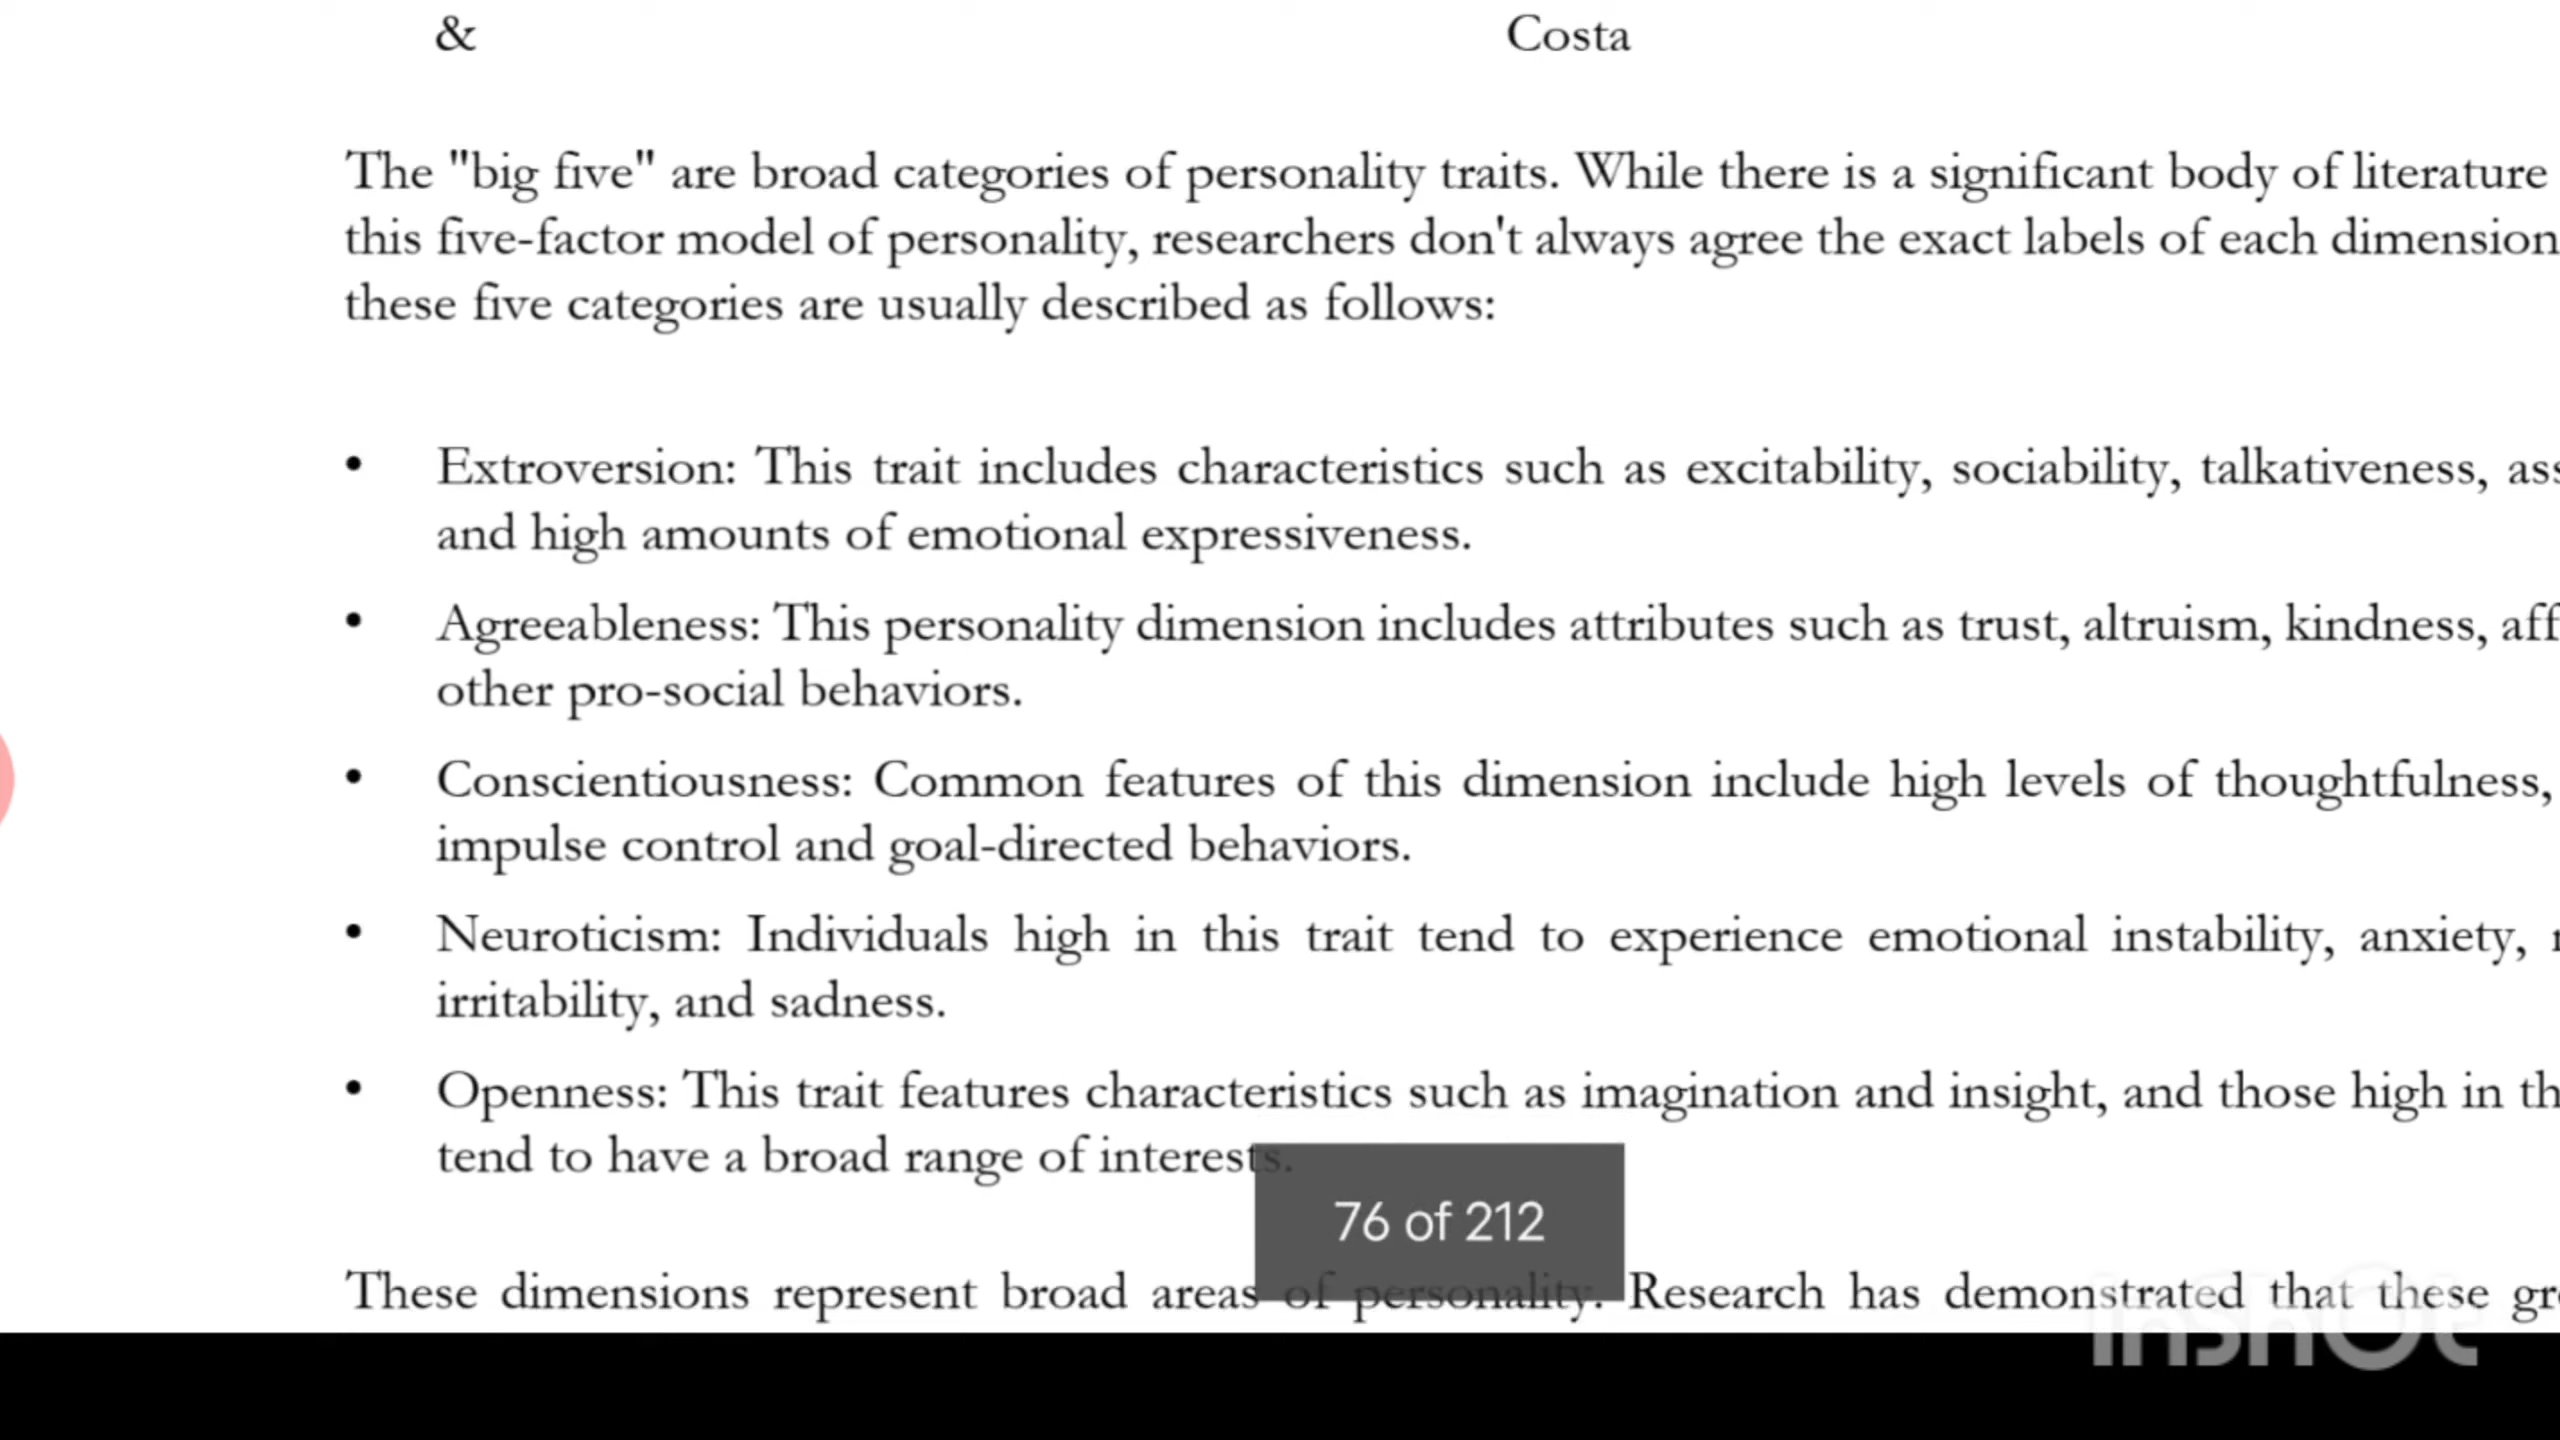 & Costa
The "big five" are broad categories of personality traits. While there is a significant body of literature
this five-factor model of personality, researchers don't always agree the exact labels of each dimension
these five categories are usually described as follows:
• Extroversion: This trait includes characteristics such as excitability, sociability, talkativeness,
and high amounts of emotional expressiveness.
• Agreeableness: This personality dimension includes attributes such as trust, altruism, kindness,
other pro-social behaviors.
• Conscientiousness: Common features of this dimension include high levels of thoughtfulness,
impulse control and goal-directed behaviors.
• Neuroticism: Individuals high in this trait tend to experience emotional instability, anxiety,
irritability, and sadness.
• Openness: This trait features characteristics such as imagination and insight, and those high in
tend to have a broad range of interests.
76 of 212
These dimensions represent broad areas of personality. Research has demonstrated that these
InShOt